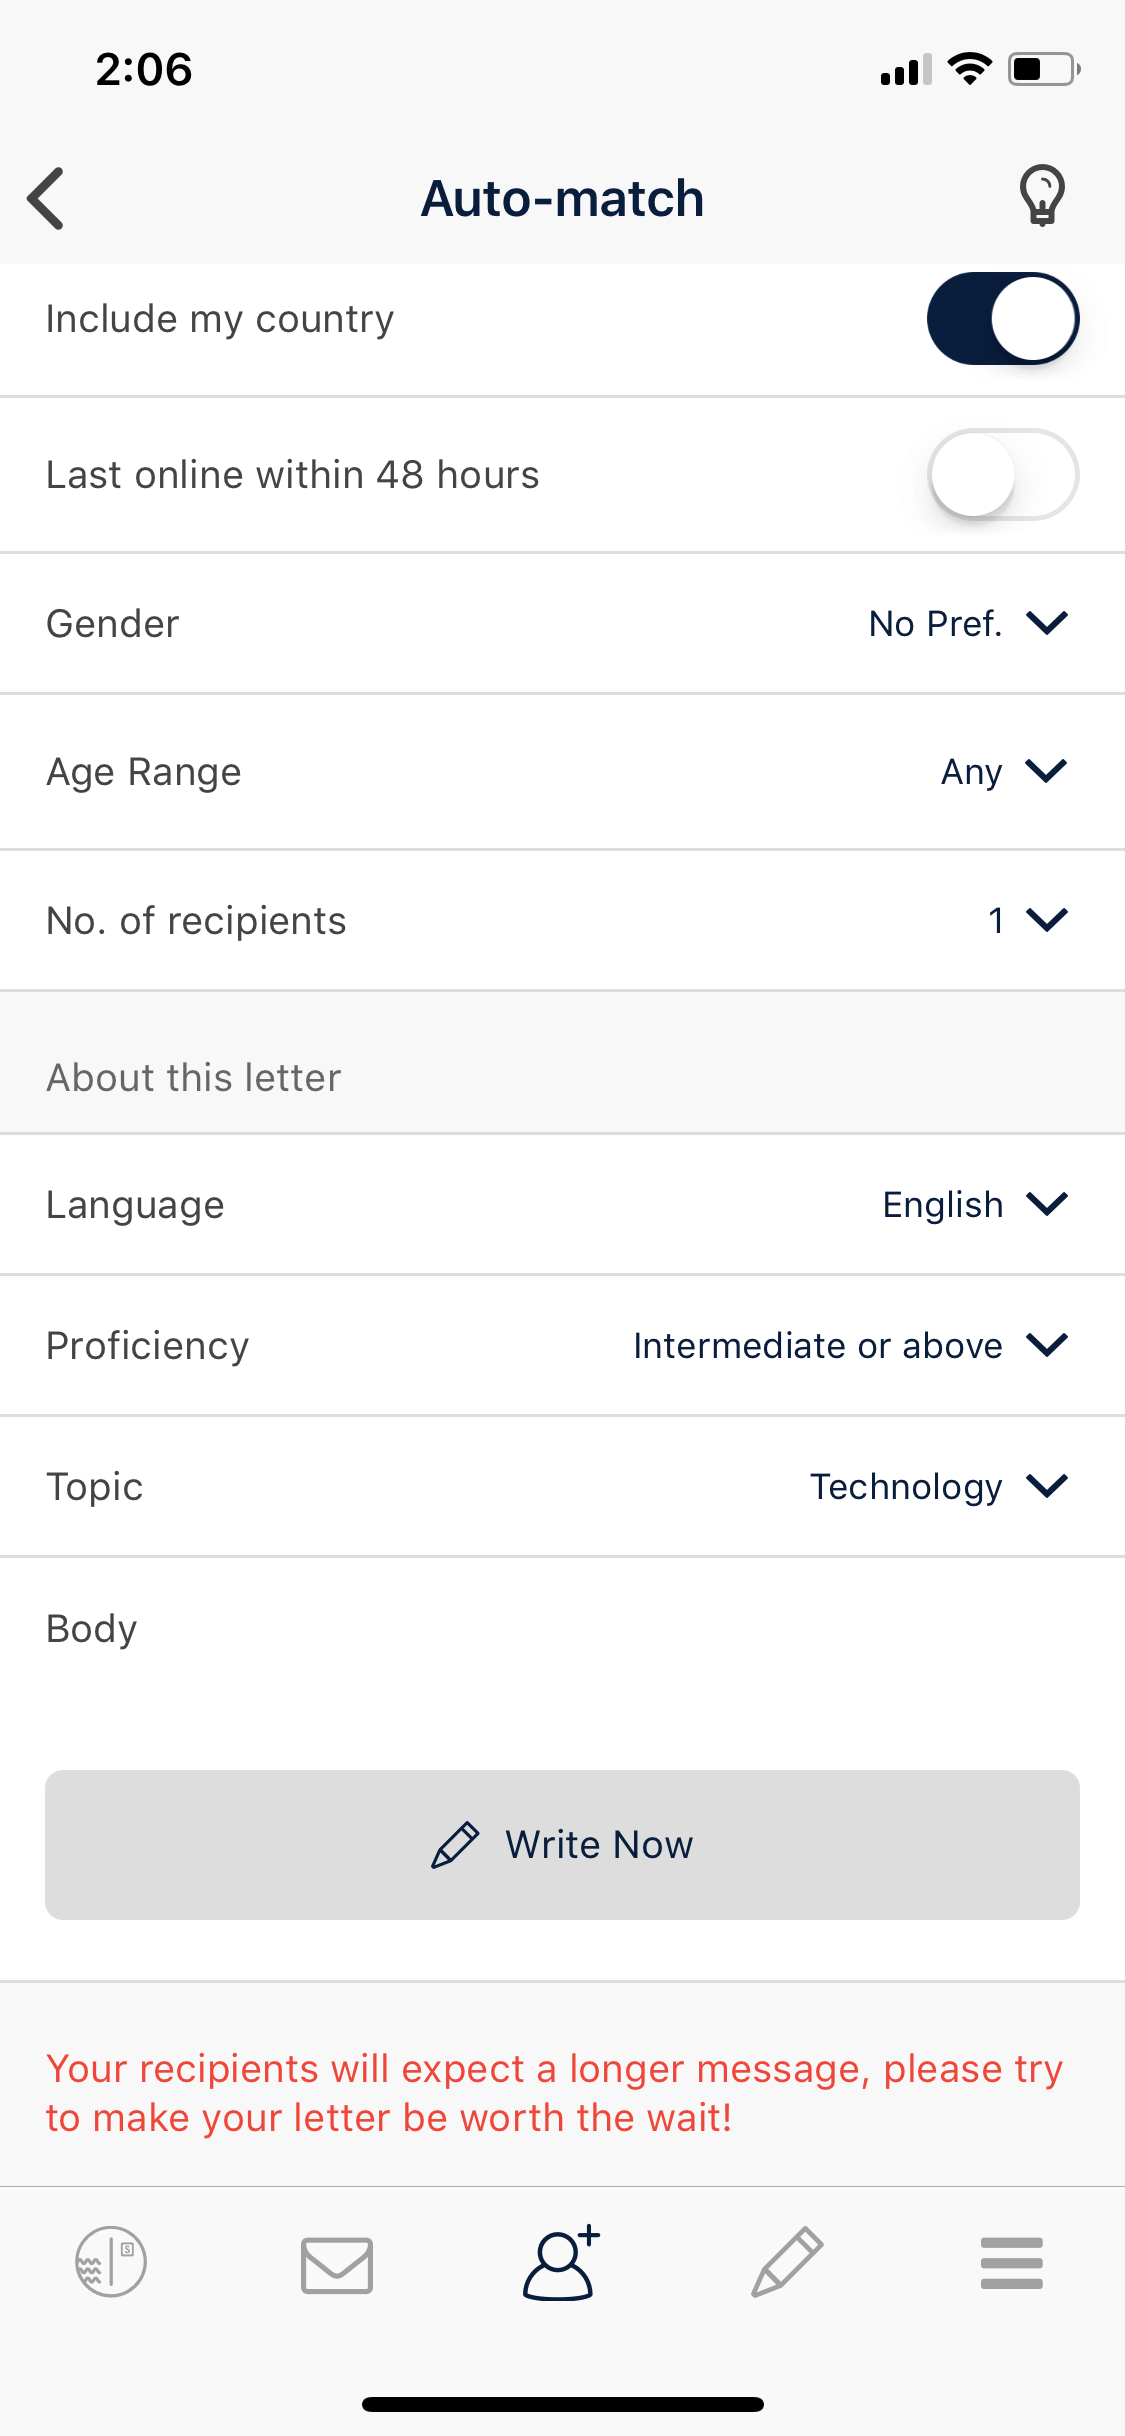 2:06
Auto-match
Include my country
Last online within 48 hours
Gender No Pref.
Age Range Any
No. of recipients 1
About this letter
Language English
Proficiency Intermediate or above
Topic Technology
Body
Write Now
Your recipients will expect a longer message, please try
to make your letter be worth the wait!
S